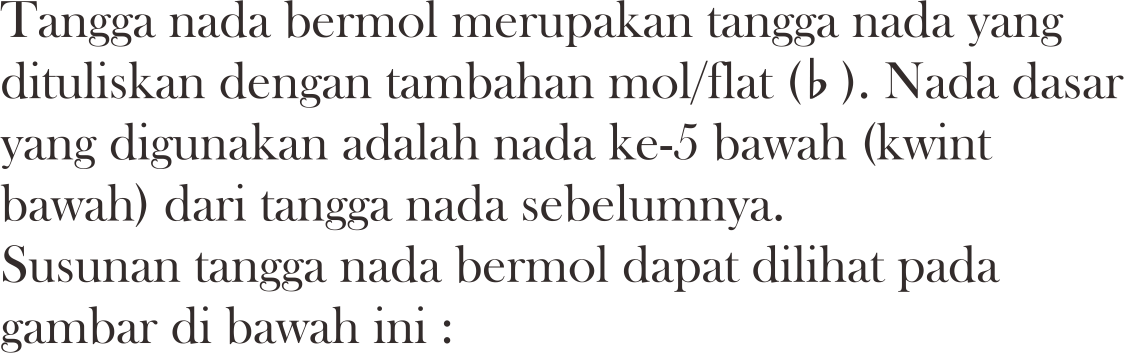 Tangga nada bermol merupakan tangga nada yang
dituliskan dengan tambahan mol/flat (♭ ). Nada dasar
yang digunakan adalah nada ke-5 bawah (kwint
bawah) dari tangga nada sebelumnya.
Susunan tangga nada bermol dapat dilihat pada
gambar di bawah ini :